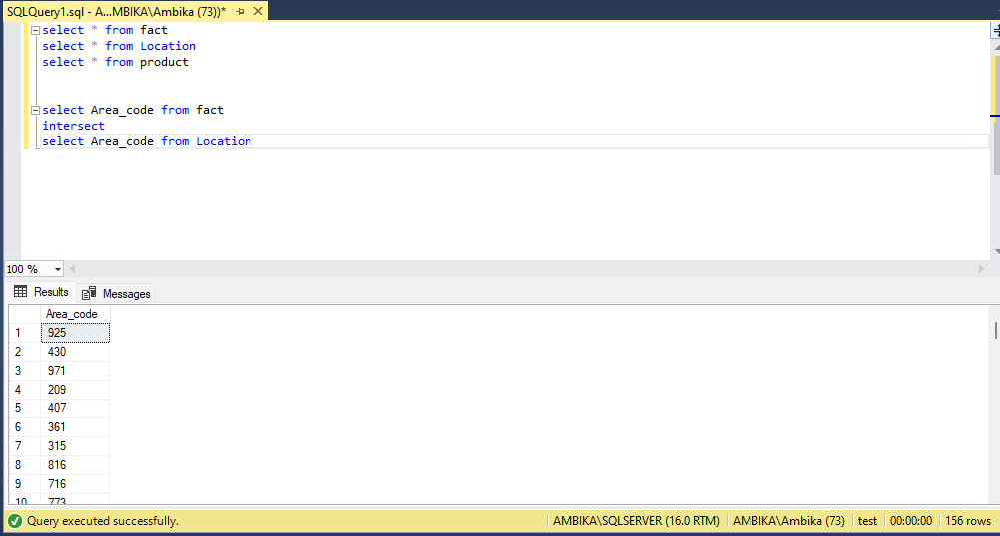 SQLQuery1.sql - A...MBIKA\Ambika (73))*
select * from fact
select * from Location
select * from product
select Area_code from fact
intersect
select Area_code from Location
100 %
Results Messages
Area_code
1 925
2 430
3 971
4 209
5 407
6 361
7 315
8 816
9 716
10 773
Query executed successfully. AMBIKA\SQLSERVER (16.0 RTM) AMBIKA\Ambika (73) test 00:00:00 156 rows